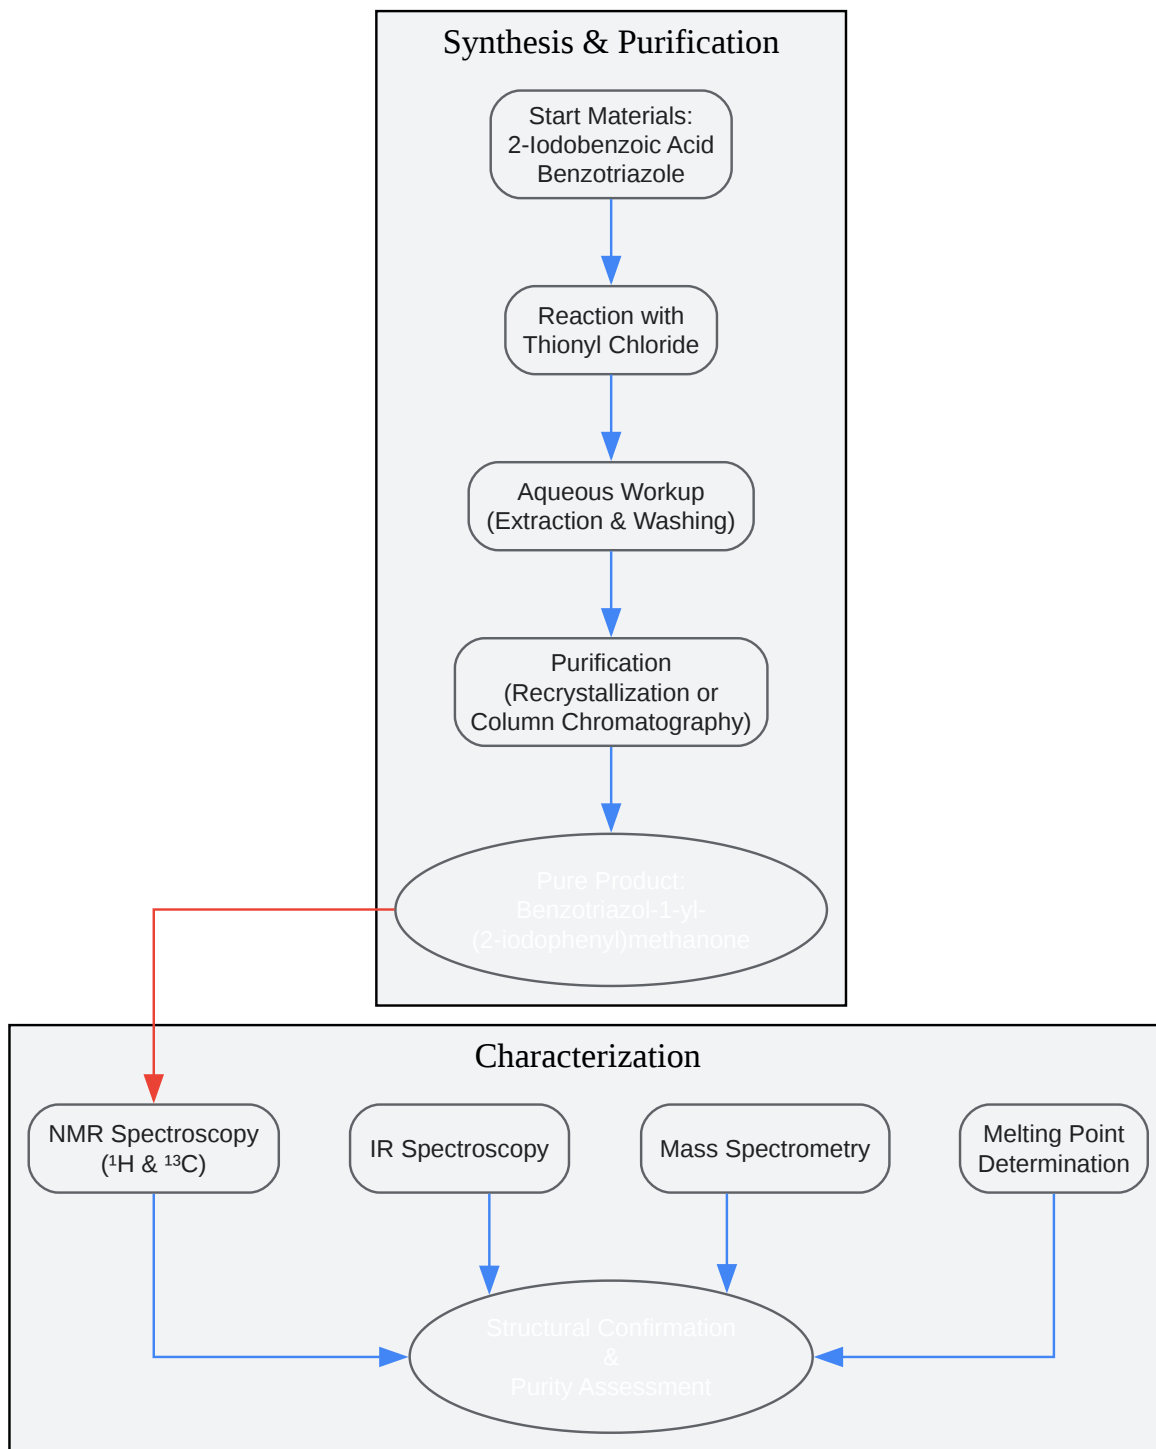 Synthesis & Purification
Start Materials:
2-Iodobenzoic Acid
Benzotriazole
Reaction with
Thionyl Chloride
Aqueous Workup
(Extraction & Washing)
Purification
(Recrystallization or
Column Chromatography)
Pure Product:
Benzotriazol-1-yl-
(2-iodophenyl)methanone
Characterization
NMR Spectroscopy
(¹H & ¹³C)
IR Spectroscopy
Mass Spectrometry
Melting Point
Determination
Structural Confirmation
&
Purity Assessment